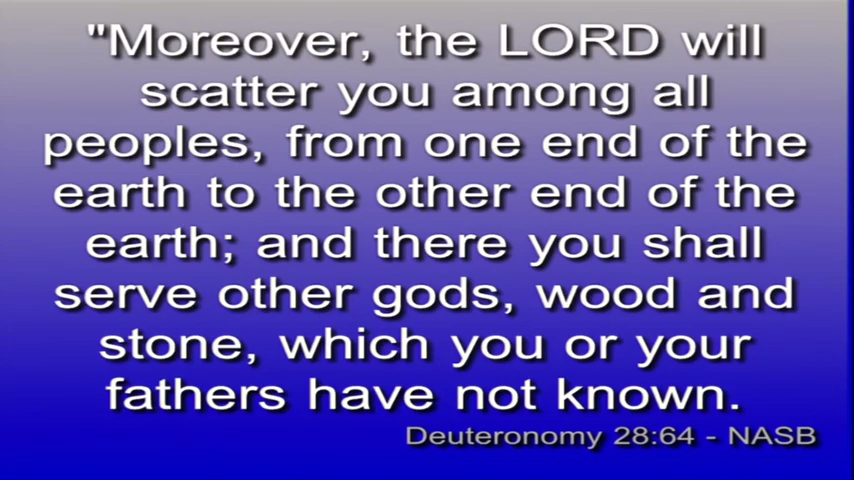 "Moreover, the LORD will
scatter you among all
peoples, from one end of the
earth to the other end of the
earth; and there you shall
serve other gods, wood and
stone, which you or your
fathers have not known.
Deuteronomy 28:64 - NASB